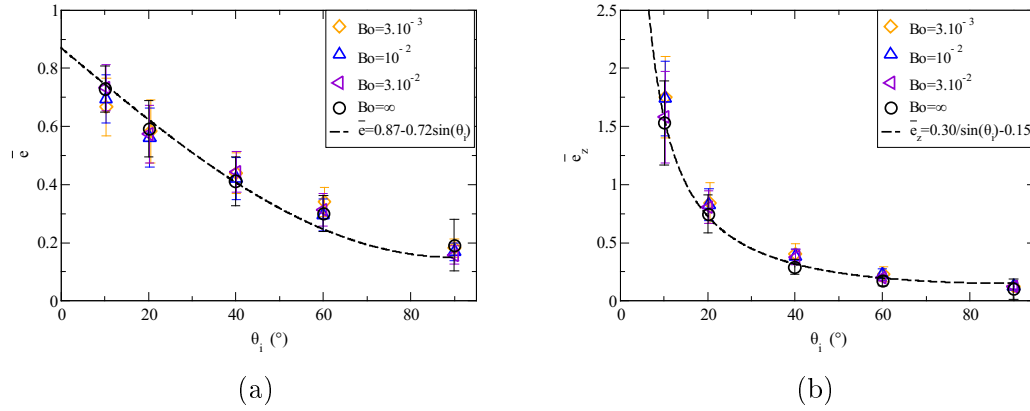 Bo=3.10⁻³
Bo=10⁻²
Bo=3.10⁻²
Bo=∞
e̅=0.87-0.72sin(θᵢ)
1
0.8
0.6
0.4
0.2
0
e̅
0 20 40 60 80
θᵢ (°)
(a)
Bo=3.10⁻³
Bo=10⁻²
Bo=3.10⁻²
Bo=∞
e̅_z=0.30/sin(θᵢ)-0.15
2.5
2
1.5
1
0.5
0
e̅_z
0 20 40 60 80
θᵢ (°)
(b)